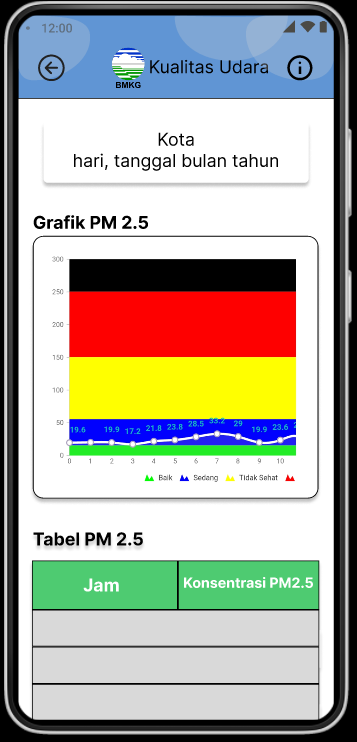 12:00
BMKG
Kualitas Udara
Kota
hari, tanggal bulan tahun
Grafik PM 2.5
300
250
200
150
100
50
0
19.6 19.9 17.2 21.8 23.8 28.5 33.2 29 19.9 23.6
0 1 2 3 4 5 6 7 8 9 10
Baik Sedang Tidak Sehat
Tabel PM 2.5
Jam Konsentrasi PM2.5